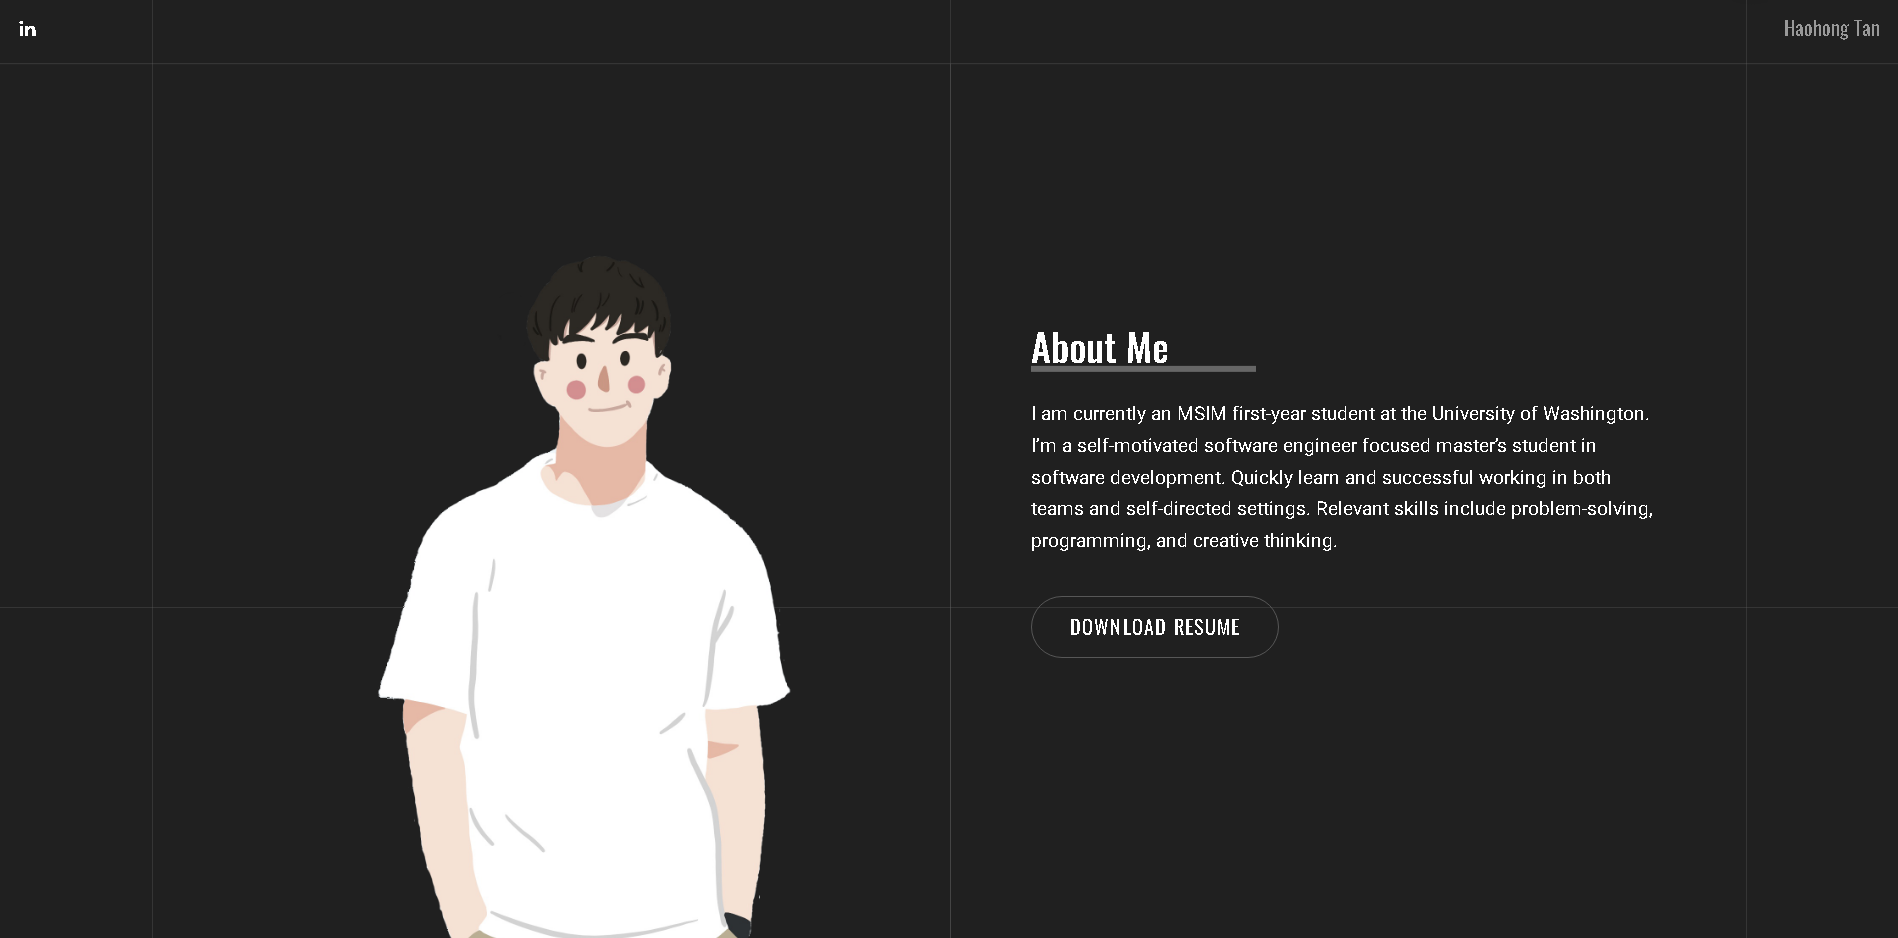 in
Haohong Tan
About Me
I am currently an MSIM first-year student at the University of Washington.
I'm a self-motivated software engineer focused master's student in
software development. Quickly learn and successful working in both
teams and self-directed settings. Relevant skills include problem-solving,
programming, and creative thinking.
DOWNLOAD RESUME